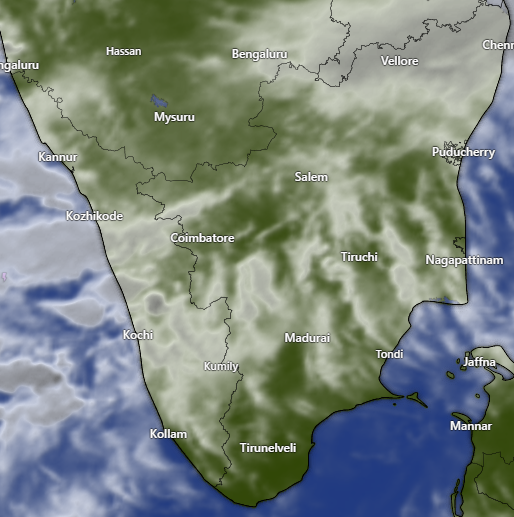 Hassan
Bengaluru
Chenn
Vellore
ngaluru
Mysuru
Kannur
Puducherry
Salem
Kozhikode
Coimbatore
Tiruchi
Nagapattinam
Kochi
Madurai
Tondi
Kumily
Jaffna
Mannar
Kollam
Tirunelveli